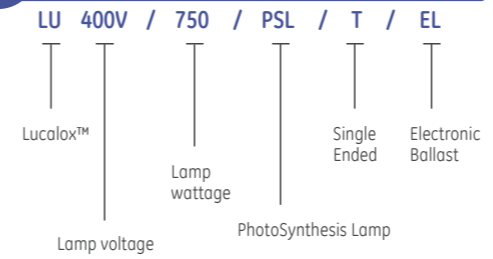 LU 400V / 750 / PSL / T / EL
Lucalox™
Single
Ended
Electronic
Ballast
Lamp
wattage
PhotoSynthesis Lamp
Lamp voltage